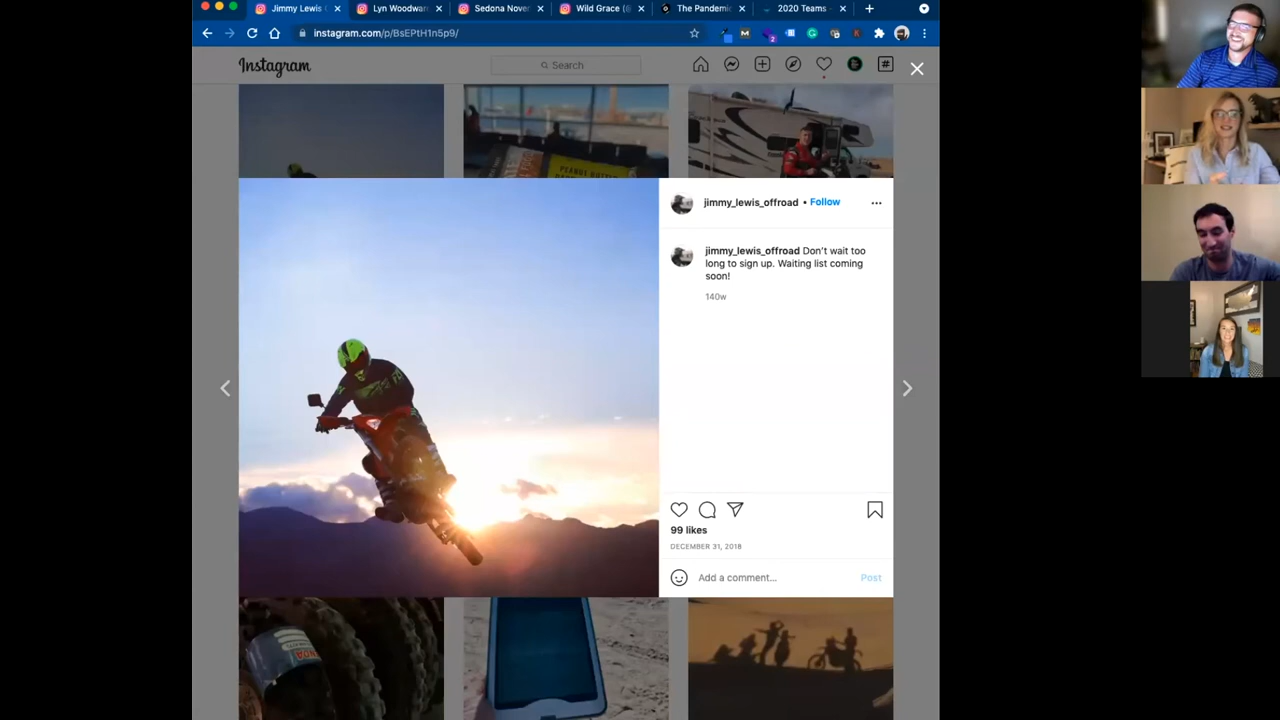 Jimmy Lewis
Lyn Woodwar
Sedona Nover
Wild Grace (@
The Pandemic
2020 Teams
instagram.com/p/BsEPtH1n5p9/
Instagram
Search
jimmy_lewis_offroad • Follow
jimmy_lewis_offroad Don't wait too
long to sign up. Waiting list coming
soon!
140w
99 likes
DECEMBER 31, 2018
Add a comment...
Post